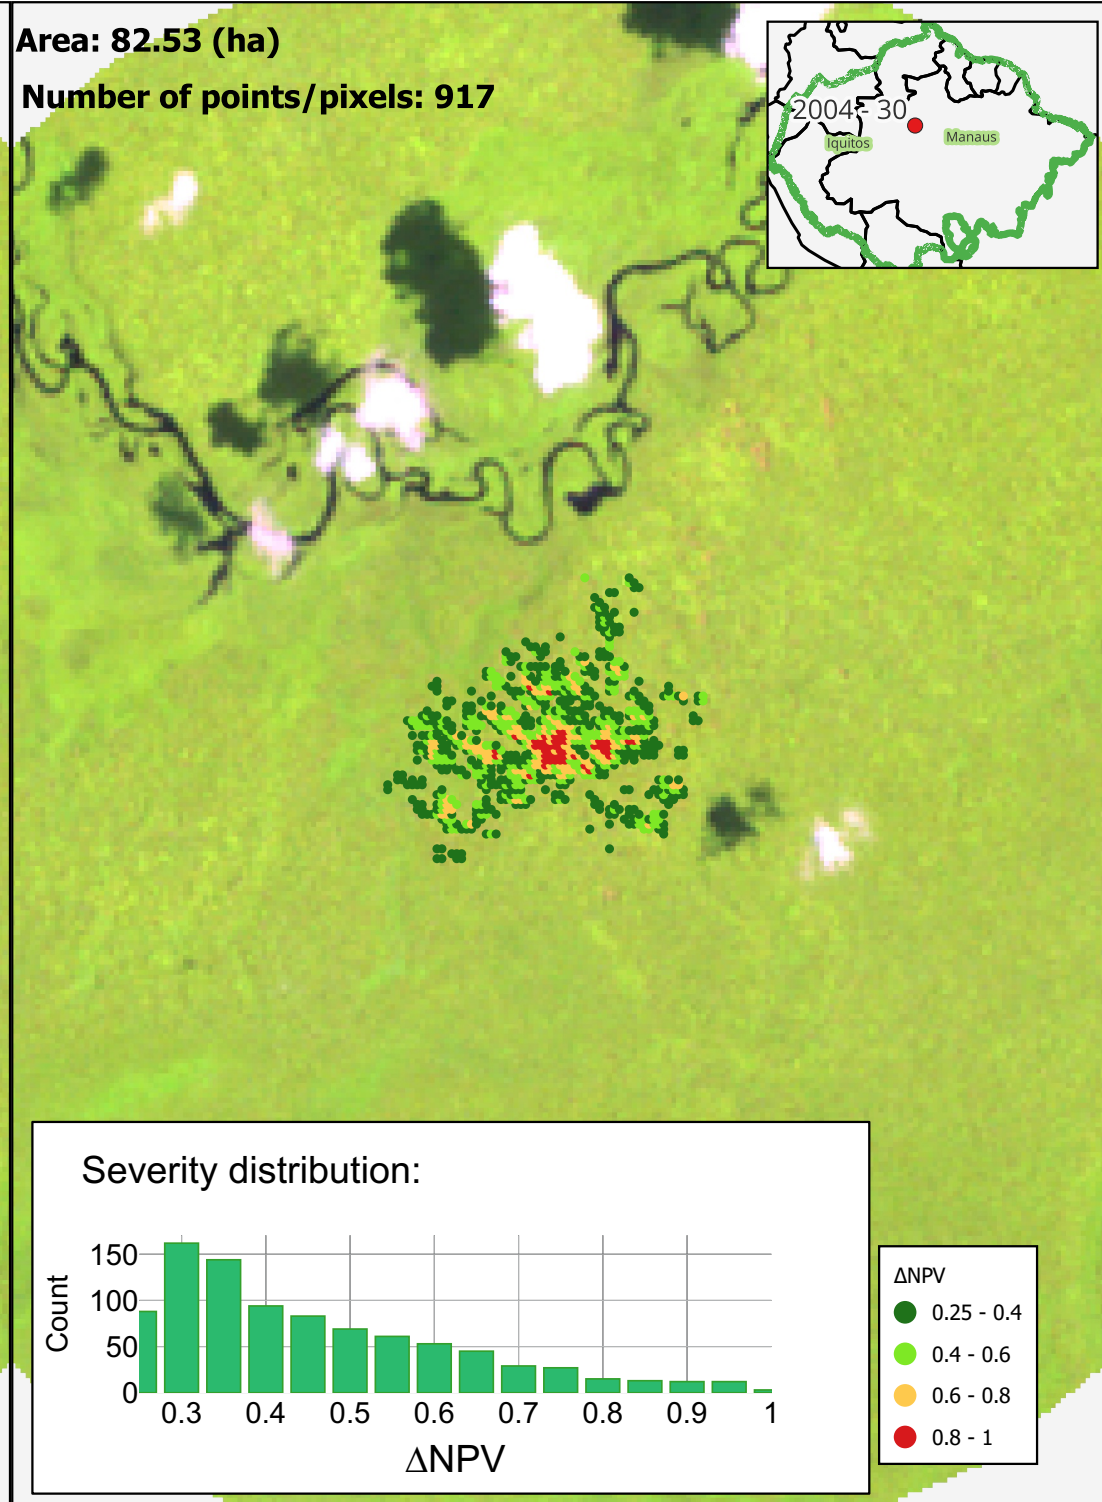 Area: 82.53 (ha)
Number of points/pixels: 917
2004 - 30
Iquitos
Manaus
Severity distribution:
Count
150
100
50
0
0.3 0.4 0.5 0.6 0.7 0.8 0.9 1
ΔNPV
ΔNPV
0.25 - 0.4
0.4 - 0.6
0.6 - 0.8
0.8 - 1